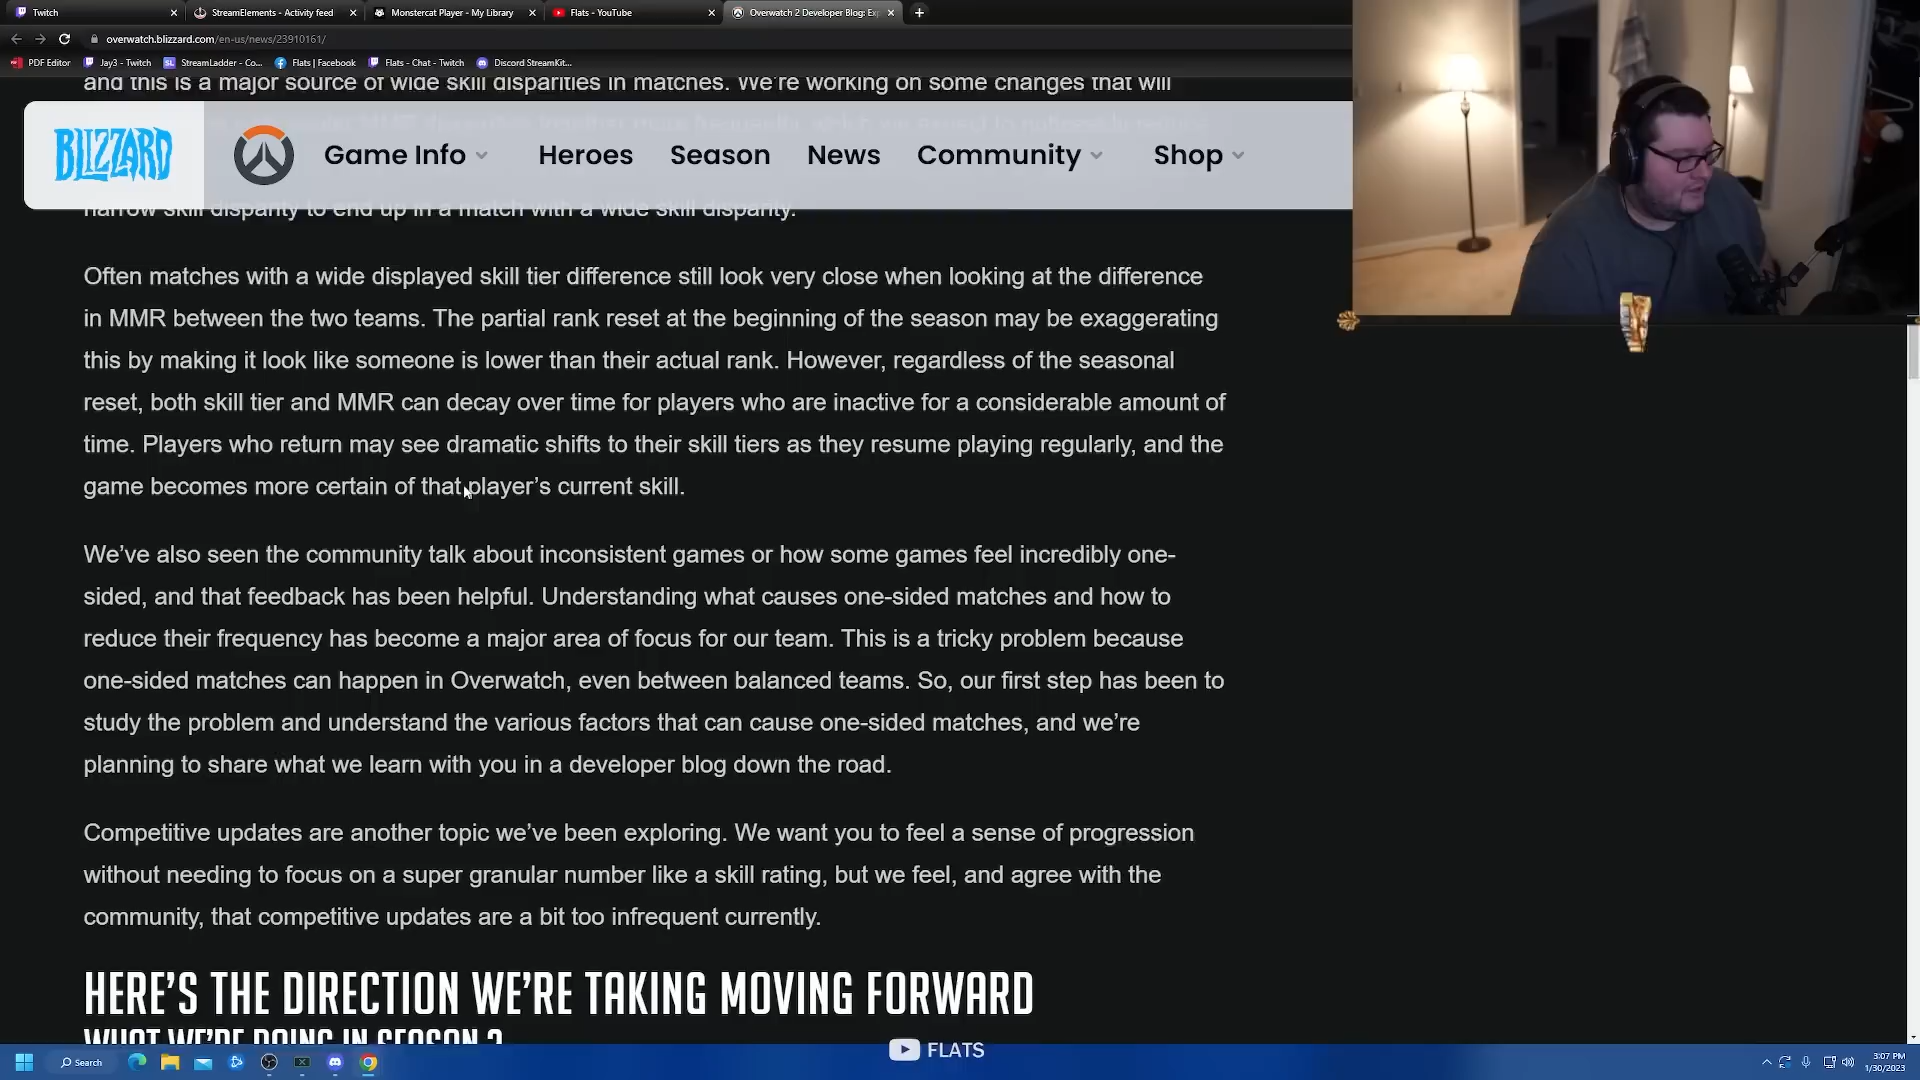 Twitch
StreamElements - Activity feed
Monstercat Player - My Library
Flats - YouTube
Overwatch 2 Developer Blog: Ex
overwatch.blizzard.com/en-us/news/23910161/
PDF Editor
Jay3 - Twitch
StreamLadder - Co...
Flats | Facebook
Flats - Chat - Twitch
Discord StreamKit...
and this is a major source of wide skill disparities in matches. We're working on some changes that will
BLIZZARD
Game Info
Heroes
Season
News
Community
Shop
narrow skill disparity to end up in a match with a wide skill disparity.
Often matches with a wide displayed skill tier difference still look very close when looking at the difference
in MMR between the two teams. The partial rank reset at the beginning of the season may be exaggerating
this by making it look like someone is lower than their actual rank. However, regardless of the seasonal
reset, both skill tier and MMR can decay over time for players who are inactive for a considerable amount of
time. Players who return may see dramatic shifts to their skill tiers as they resume playing regularly, and the
game becomes more certain of that player's current skill.
We've also seen the community talk about inconsistent games or how some games feel incredibly one-
sided, and that feedback has been helpful. Understanding what causes one-sided matches and how to
reduce their frequency has become a major area of focus for our team. This is a tricky problem because
one-sided matches can happen in Overwatch, even between balanced teams. So, our first step has been to
study the problem and understand the various factors that can cause one-sided matches, and we're
planning to share what we learn with you in a developer blog down the road.
Competitive updates are another topic we've been exploring. We want you to feel a sense of progression
without needing to focus on a super granular number like a skill rating, but we feel, and agree with the
community, that competitive updates are a bit too infrequent currently.
HERE'S THE DIRECTION WE'RE TAKING MOVING FORWARD
WHAT WE'RE DOING IN SEASON 3
FLATS
Search
3:07 PM
1/30/2023